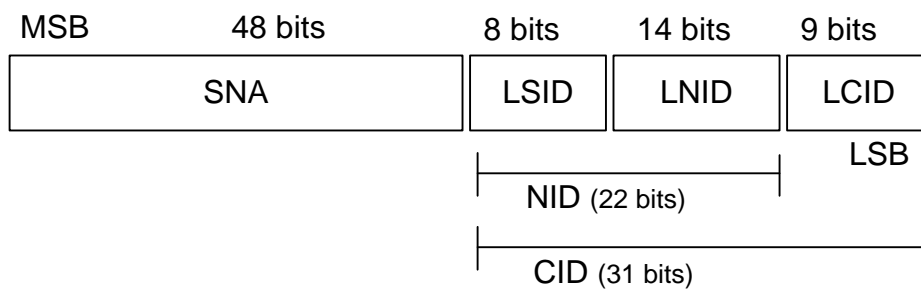 MSB 48 bits 8 bits 14 bits 9 bits
SNA LSID LNID LCID
LSB
NID (22 bits)
CID (31 bits)